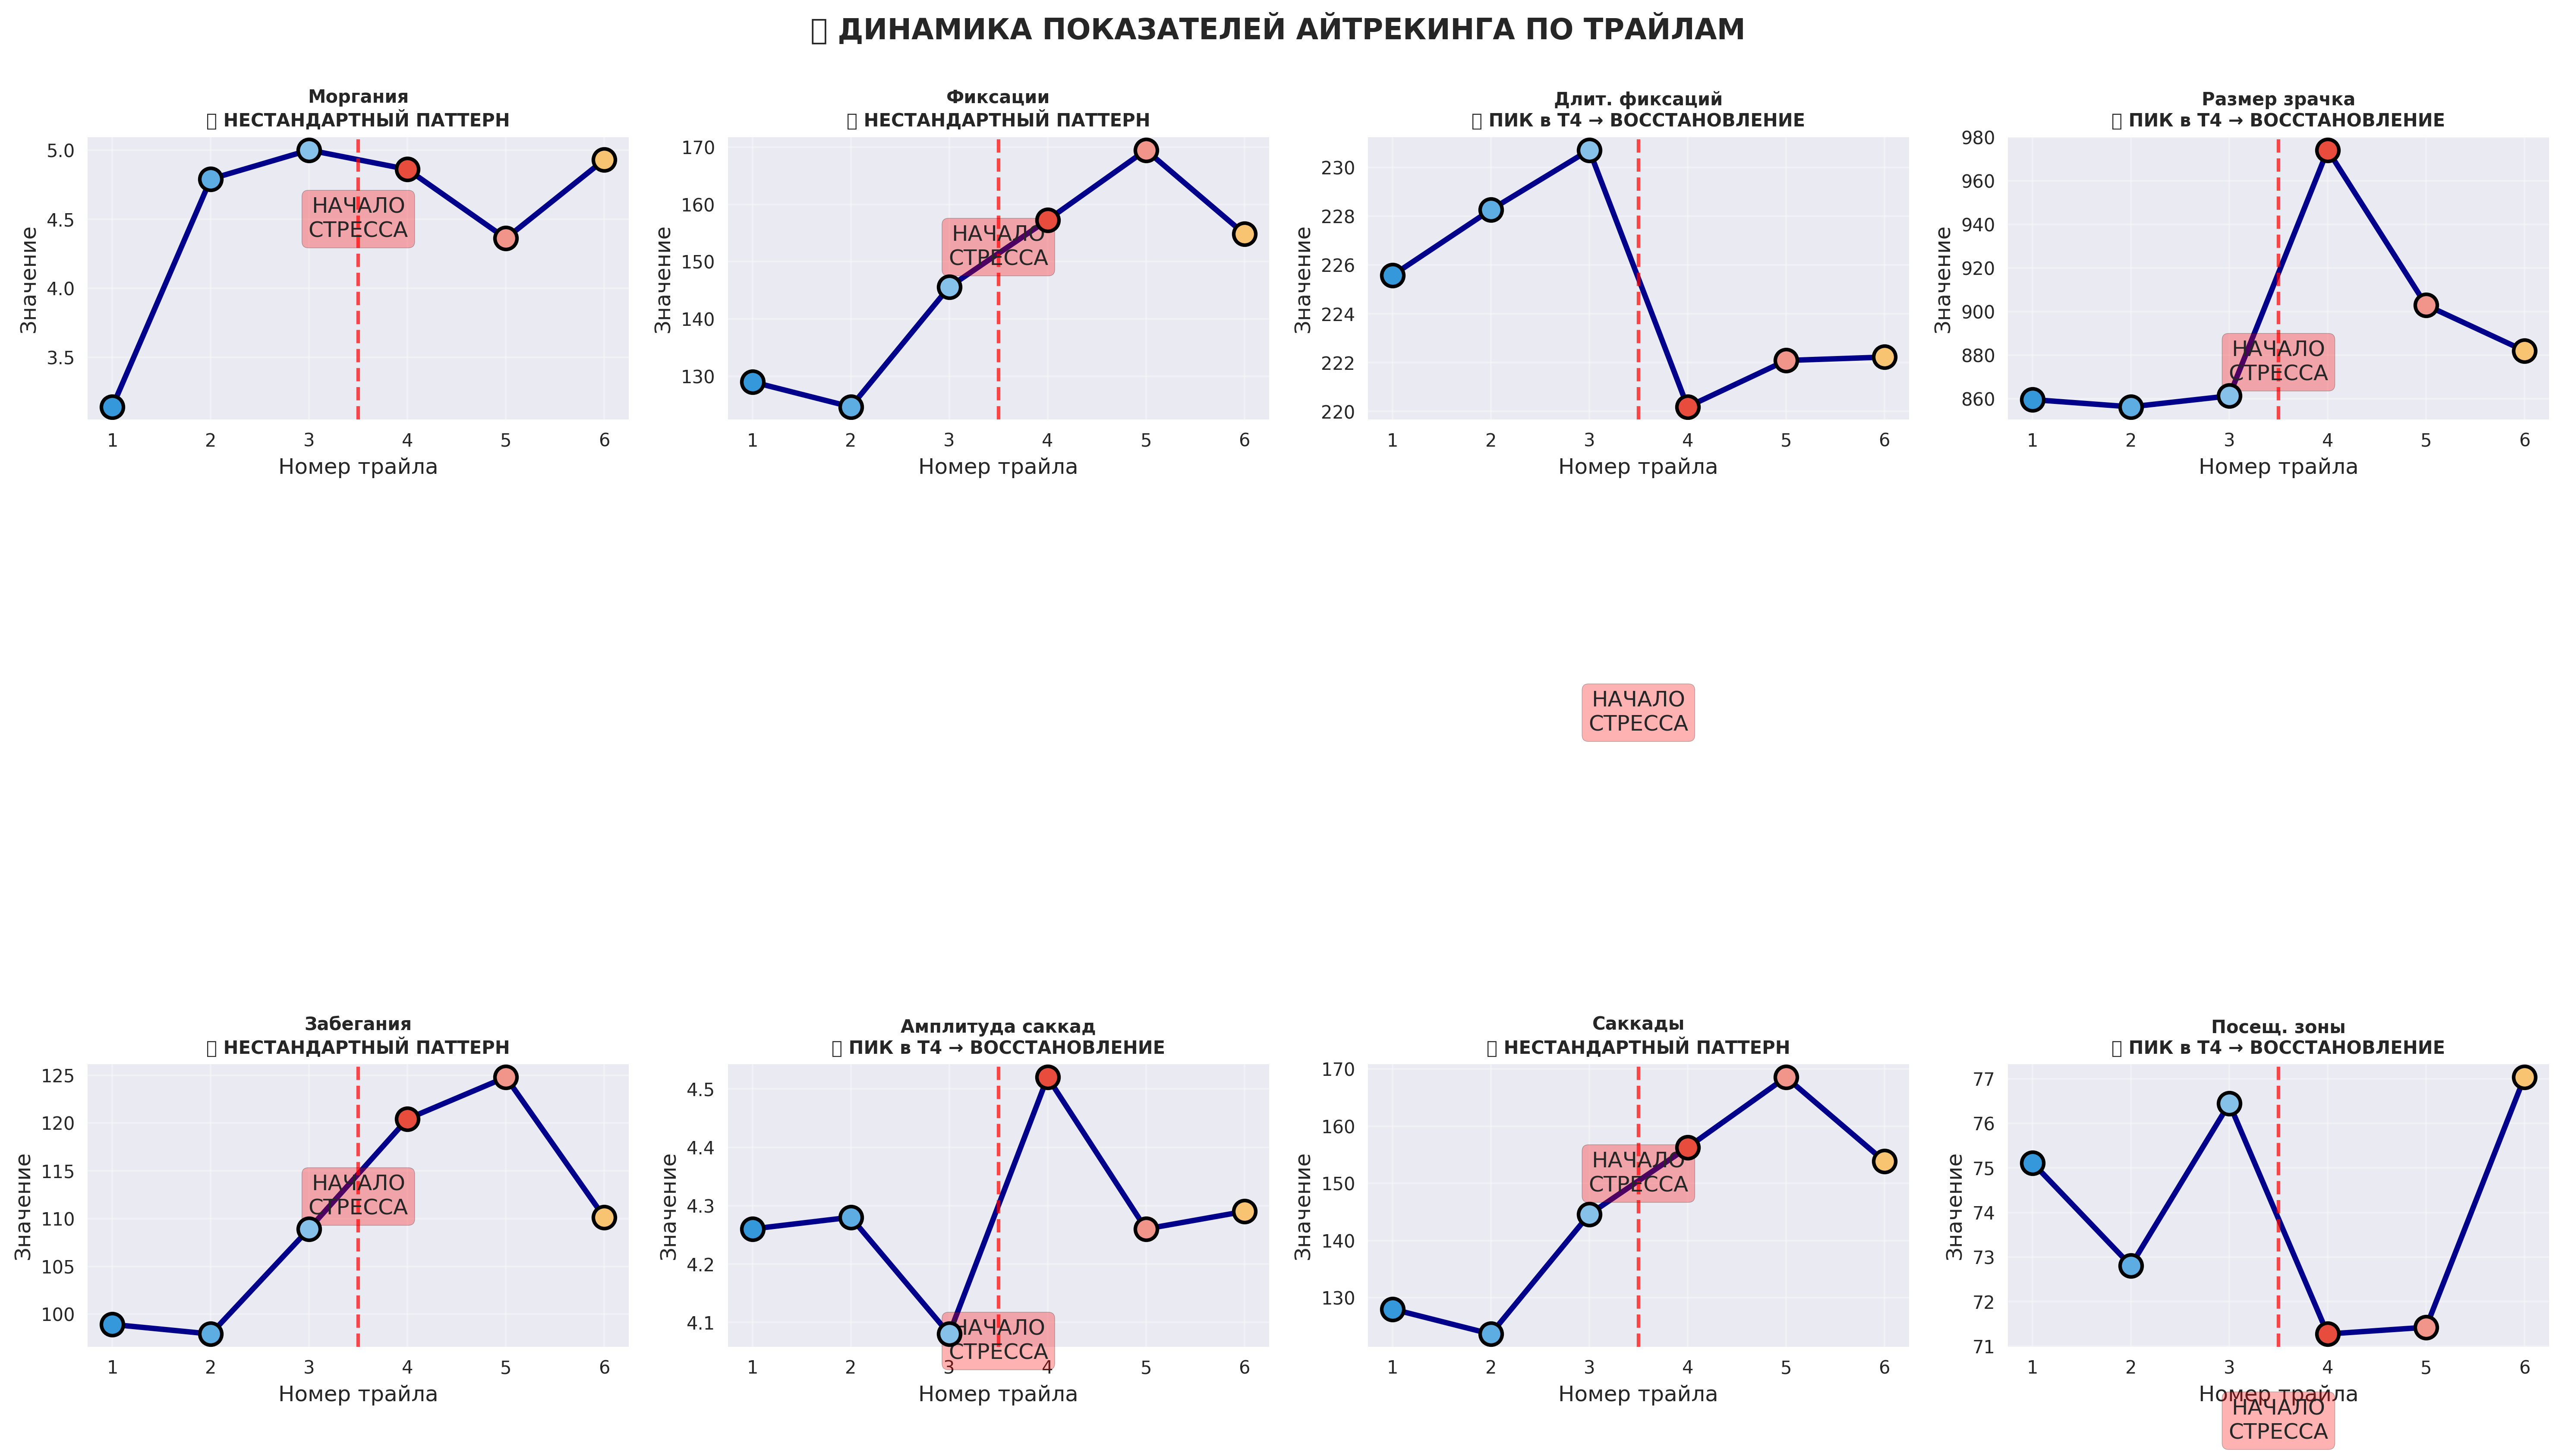 ▯ ДИНАМИКА ПОКАЗАТЕЛЕЙ АЙТРЕКИНГА ПО ТРАЙЛАМ
Моргания
▯ НЕСТАНДАРТНЫЙ ПАТТЕРН
5.0
4.5
4.0
3.5
Значение
НАЧАЛО
СТРЕССА
1 2 3 4 5 6
Номер трайла
Фиксации
▯ НЕСТАНДАРТНЫЙ ПАТТЕРН
170
160
150
140
130
Значение
НАЧАЛО
СТРЕССА
1 2 3 4 5 6
Номер трайла
Длит. фиксаций
▯ ПИК в Т4 → ВОССТАНОВЛЕНИЕ
230
228
226
224
222
220
Значение
1 2 3 4 5 6
Номер трайла
НАЧАЛО
СТРЕССА
Размер зрачка
▯ ПИК в Т4 → ВОССТАНОВЛЕНИЕ
980
960
940
920
900
880
860
Значение
НАЧАЛО
СТРЕССА
1 2 3 4 5 6
Номер трайла
Забегания
▯ НЕСТАНДАРТНЫЙ ПАТТЕРН
125
120
115
110
105
100
Значение
НАЧАЛО
СТРЕССА
1 2 3 4 5 6
Номер трайла
Амплитуда саккад
▯ ПИК в Т4 → ВОССТАНОВЛЕНИЕ
4.5
4.4
4.3
4.2
4.1
Значение
НАЧАЛО
СТРЕССА
1 2 3 4 5 6
Номер трайла
Саккады
▯ НЕСТАНДАРТНЫЙ ПАТТЕРН
170
160
150
140
130
Значение
НАЧАЛО
СТРЕССА
1 2 3 4 5 6
Номер трайла
Посещ. зоны
▯ ПИК в Т4 → ВОССТАНОВЛЕНИЕ
77
76
75
74
73
72
71
Значение
1 2 3 4 5 6
Номер трайла
НАЧАЛО
СТРЕССА